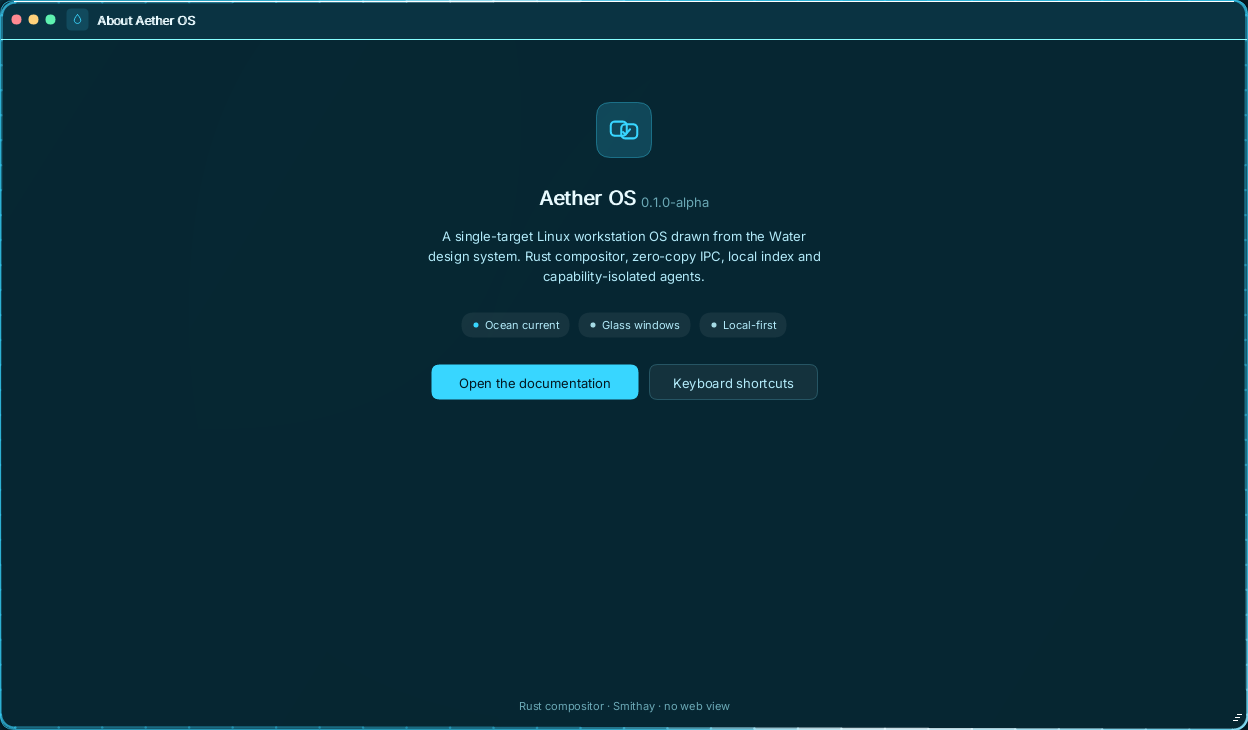 About Aether OS
Aether OS 0.1.0-alpha
A single-target Linux workstation OS drawn from the Water
design system. Rust compositor, zero-copy IPC, local index and
capability-isolated agents.
Ocean current
Glass windows
Local-first
Open the documentation
Keyboard shortcuts
Rust compositor · Smithay · no web view